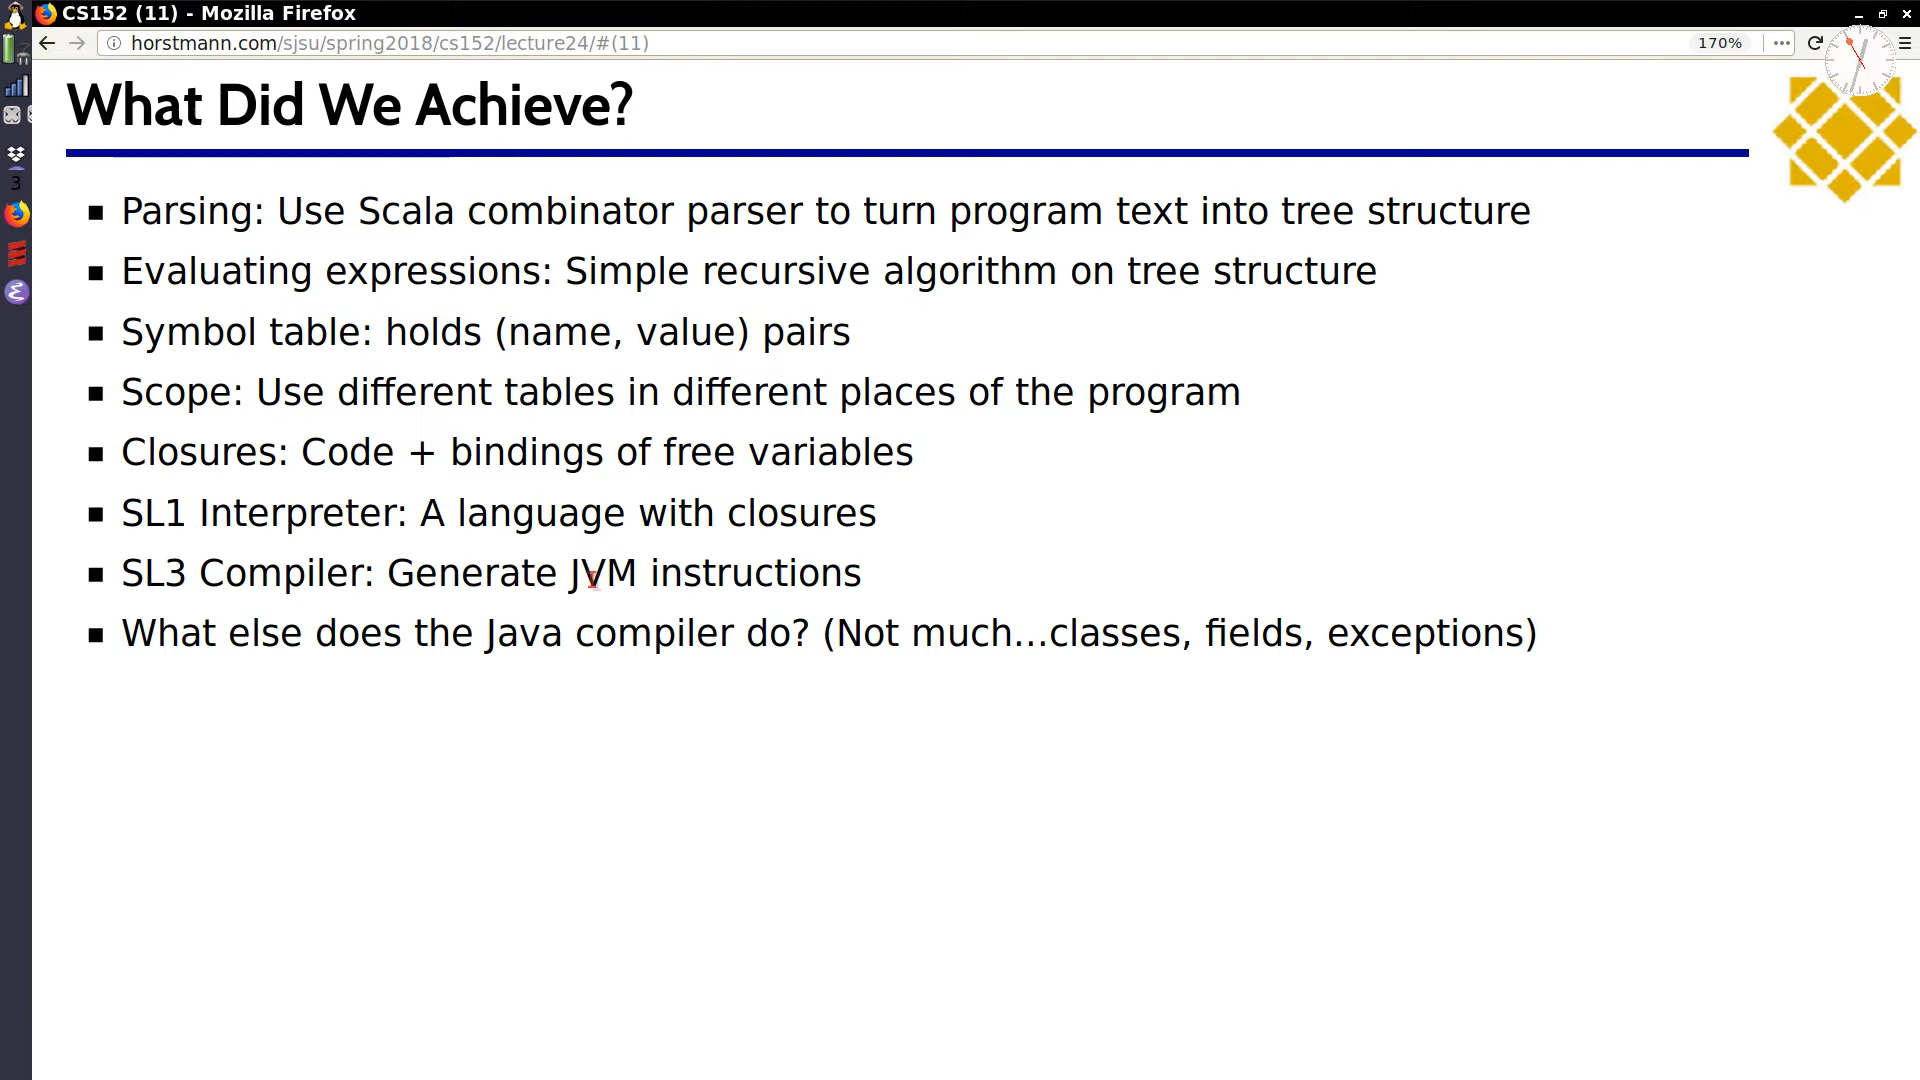 CS152 (11) - Mozilla Firefox
horstmann.com/sjsu/spring2018/cs152/lecture24/#(11)
170%
What Did We Achieve?
Parsing: Use Scala combinator parser to turn program text into tree structure
Evaluating expressions: Simple recursive algorithm on tree structure
Symbol table: holds (name, value) pairs
Scope: Use different tables in different places of the program
Closures: Code + bindings of free variables
SL1 Interpreter: A language with closures
SL3 Compiler: Generate JVM instructions
What else does the Java compiler do? (Not much...classes, fields, exceptions)
3